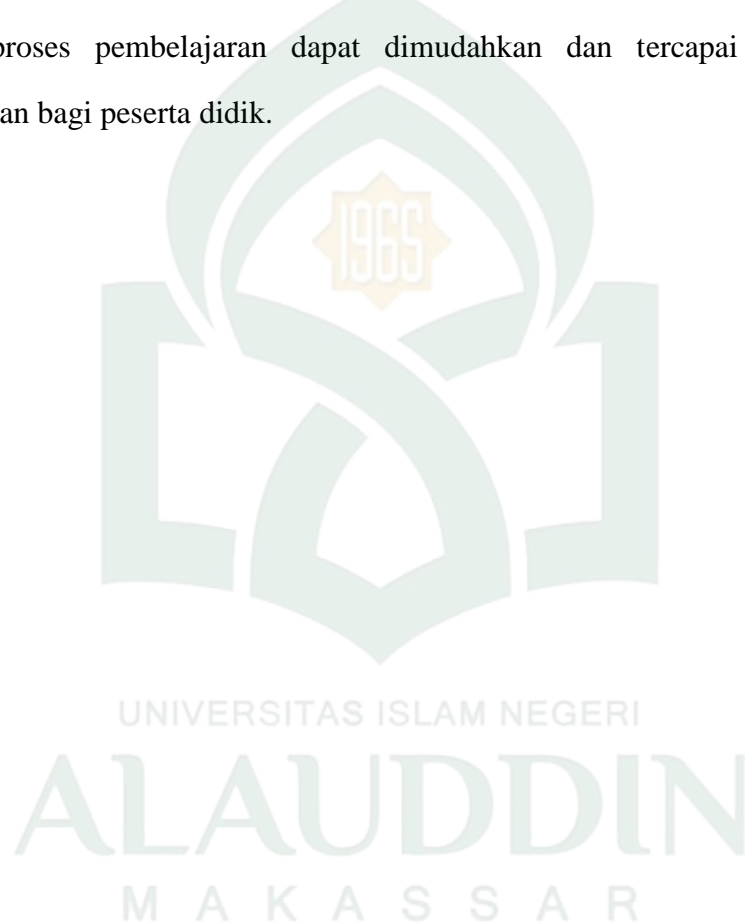 proses pembelajaran dapat dimudahkan dan tercapai
an bagi peserta didik.
1965
UNIVERSITAS ISLAM NEGERI
ALAUDDIN
MAKASSAR